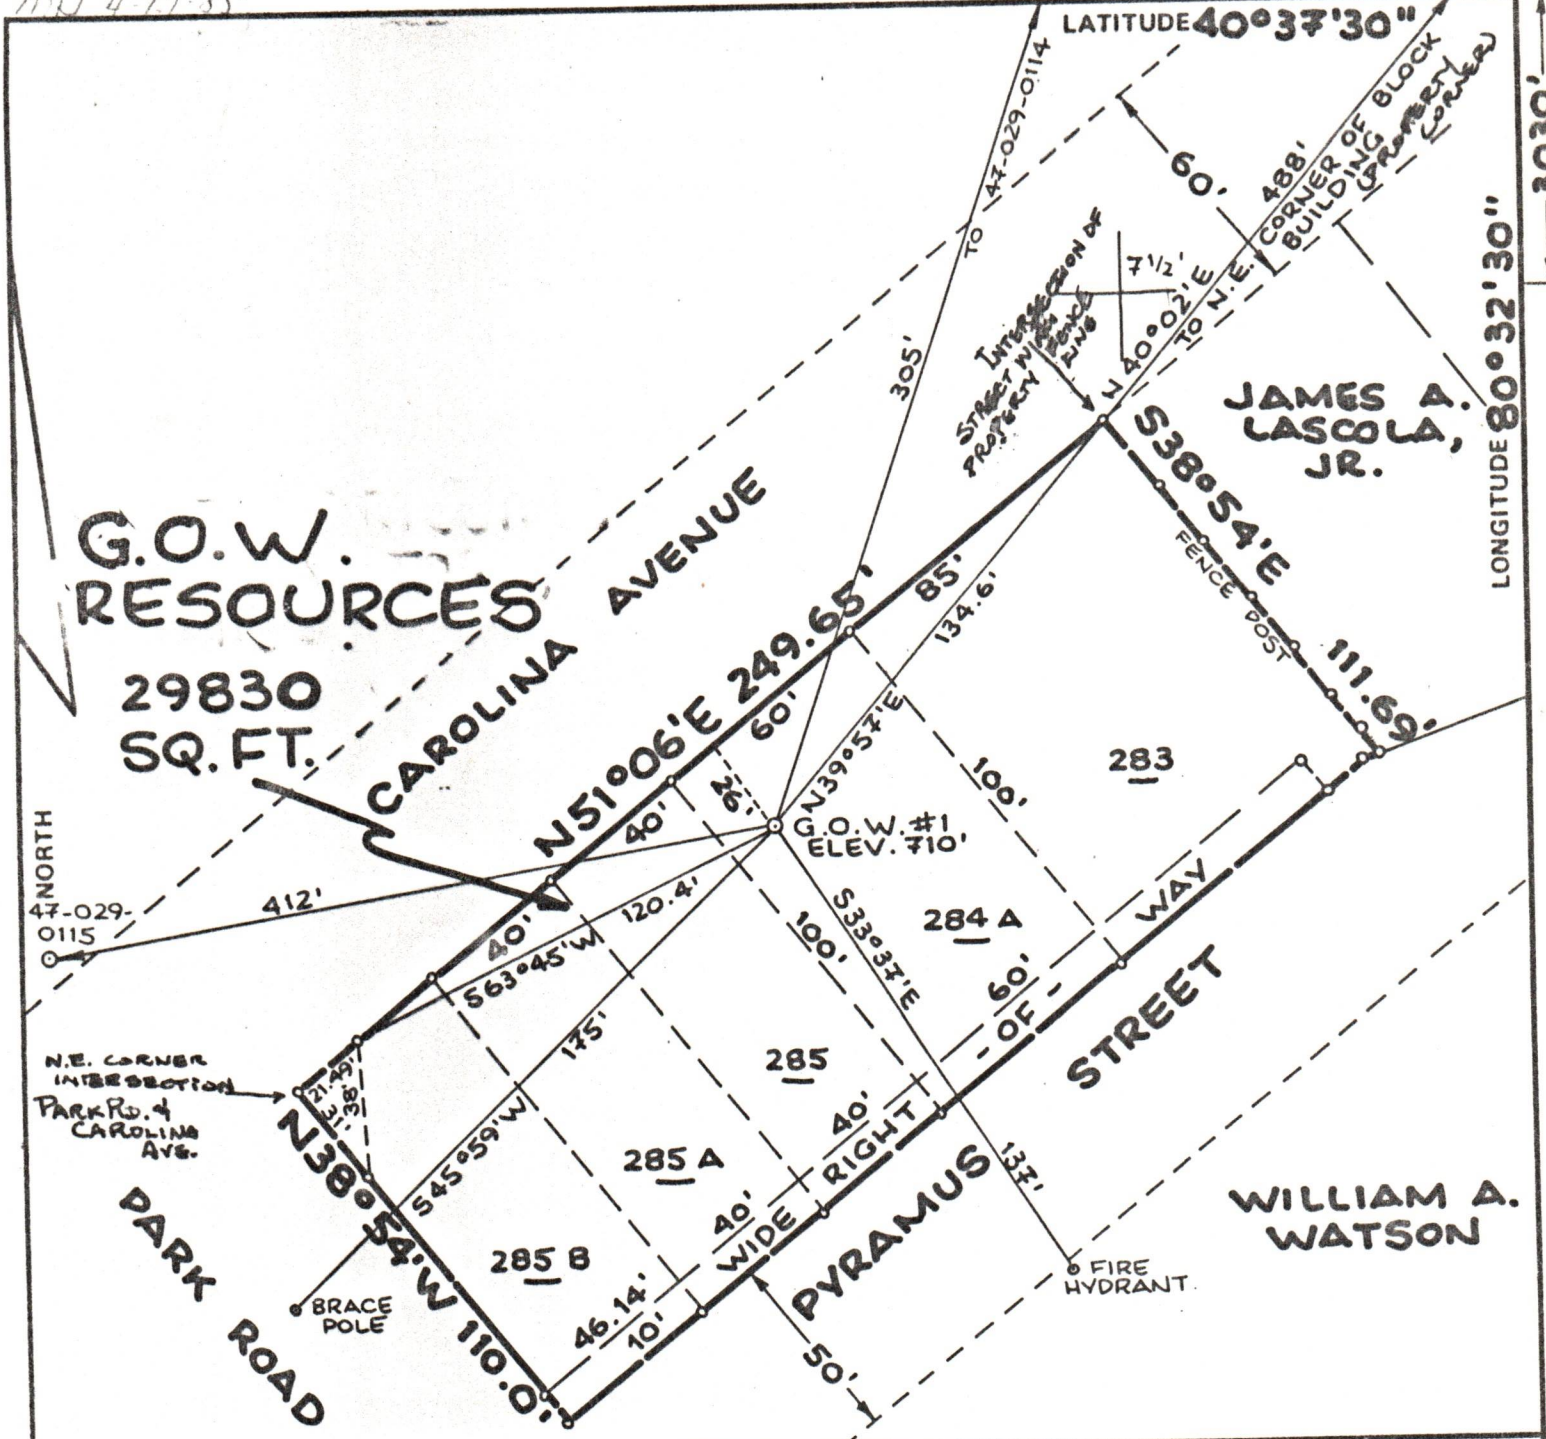 LATITUDE 40°37'30"
TO 47-029-0114
60'
488'
N 40°02'E
TO N.E. CORNER OF BLOCK
BUILDING
(PROPERTY
CORNER)
LONGITUDE 80°32'30"
7 1/2'
INTERSECTION OF
STREET WITH FENCE
PROPERTY LINE
305'
JAMES A.
LASCOLA,
JR.
S38°54'E 111.69'
FENCE POST
G.O.W.
RESOURCES
29830
SQ. FT.
CAROLINA AVENUE
N51°06'E 249.65'
85'
134.6'
N39°57'E
60'
26'
40'
40'
100'
283
G.O.W. #1
ELEV. 710'
NORTH
47-029-
0115
412'
120.4'
S63°45'W
175'
S45°59'W
100'
S33°37'E
137'
284 A
285
285 A
285 B
60'
40'
40'
46.14'
10'
WIDE RIGHT - OF - WAY
PYRAMUS STREET
50'
N.E. CORNER
INTERSECTION
PARK RD. &
CAROLINA
AVE.
21.49'
38'
N38°54'W 110.0'
PARK ROAD
BRACE
POLE
FIRE
HYDRANT
WILLIAM A.
WATSON